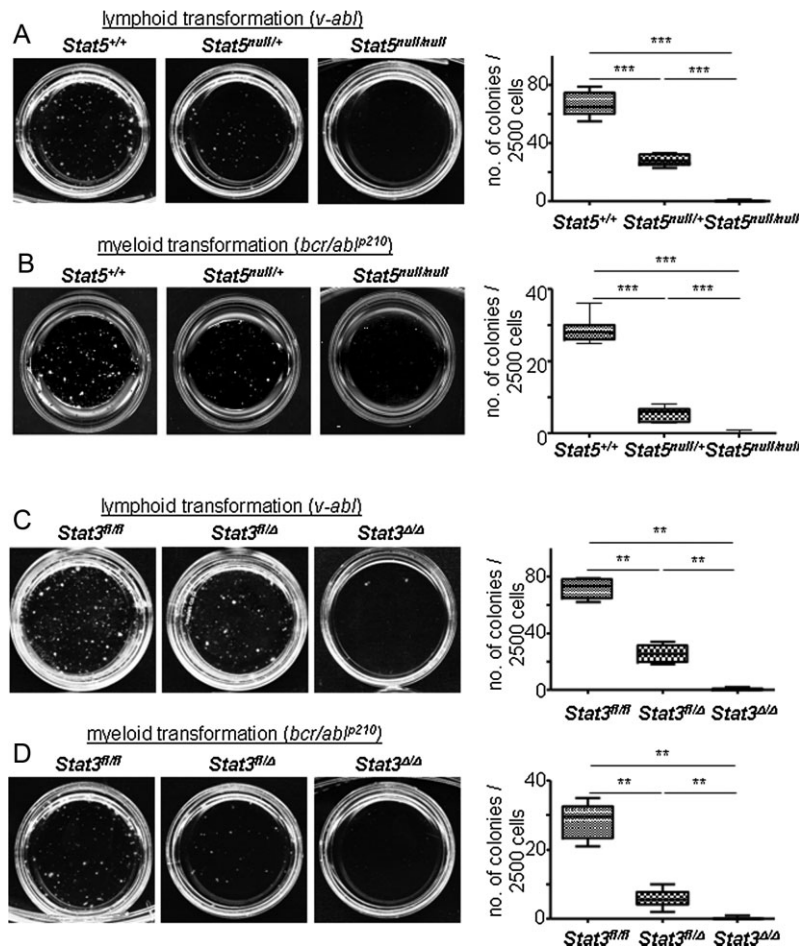 A
lymphoid transformation (v-abl)
Stat5+/+ Stat5null/+ Stat5null/null
no. of colonies /
2500 cells
80
40
0
*** *** ***
Stat5+/+ Stat5null/+ Stat5null/null
B
myeloid transformation (bcr/ablp210)
Stat5+/+ Stat5null/+ Stat5null/null
no. of colonies /
2500 cells
40
20
0
*** *** ***
Stat5+/+ Stat5null/+ Stat5null/null
C
lymphoid transformation (v-abl)
Stat3fl/fl Stat3fl/Δ Stat3Δ/Δ
no. of colonies /
2500 cells
80
40
0
** ** **
Stat3fl/fl Stat3fl/Δ Stat3Δ/Δ
D
myeloid transformation (bcr/ablp210)
Stat3fl/fl Stat3fl/Δ Stat3Δ/Δ
no. of colonies /
2500 cells
40
20
0
** ** **
Stat3fl/fl Stat3fl/Δ Stat3Δ/Δ